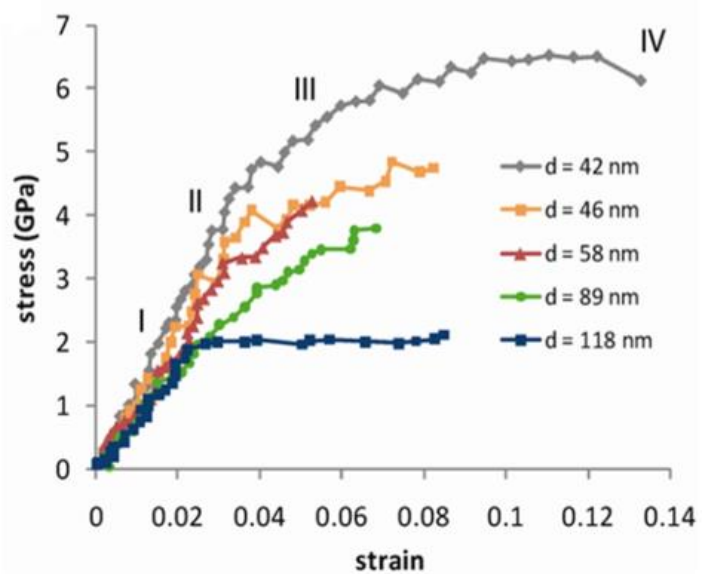 7
6
5
4
3
2
1
0
stress (GPa)
I
II
III
IV
d = 42 nm
d = 46 nm
d = 58 nm
d = 89 nm
d = 118 nm
0 0.02 0.04 0.06 0.08 0.1 0.12 0.14
strain